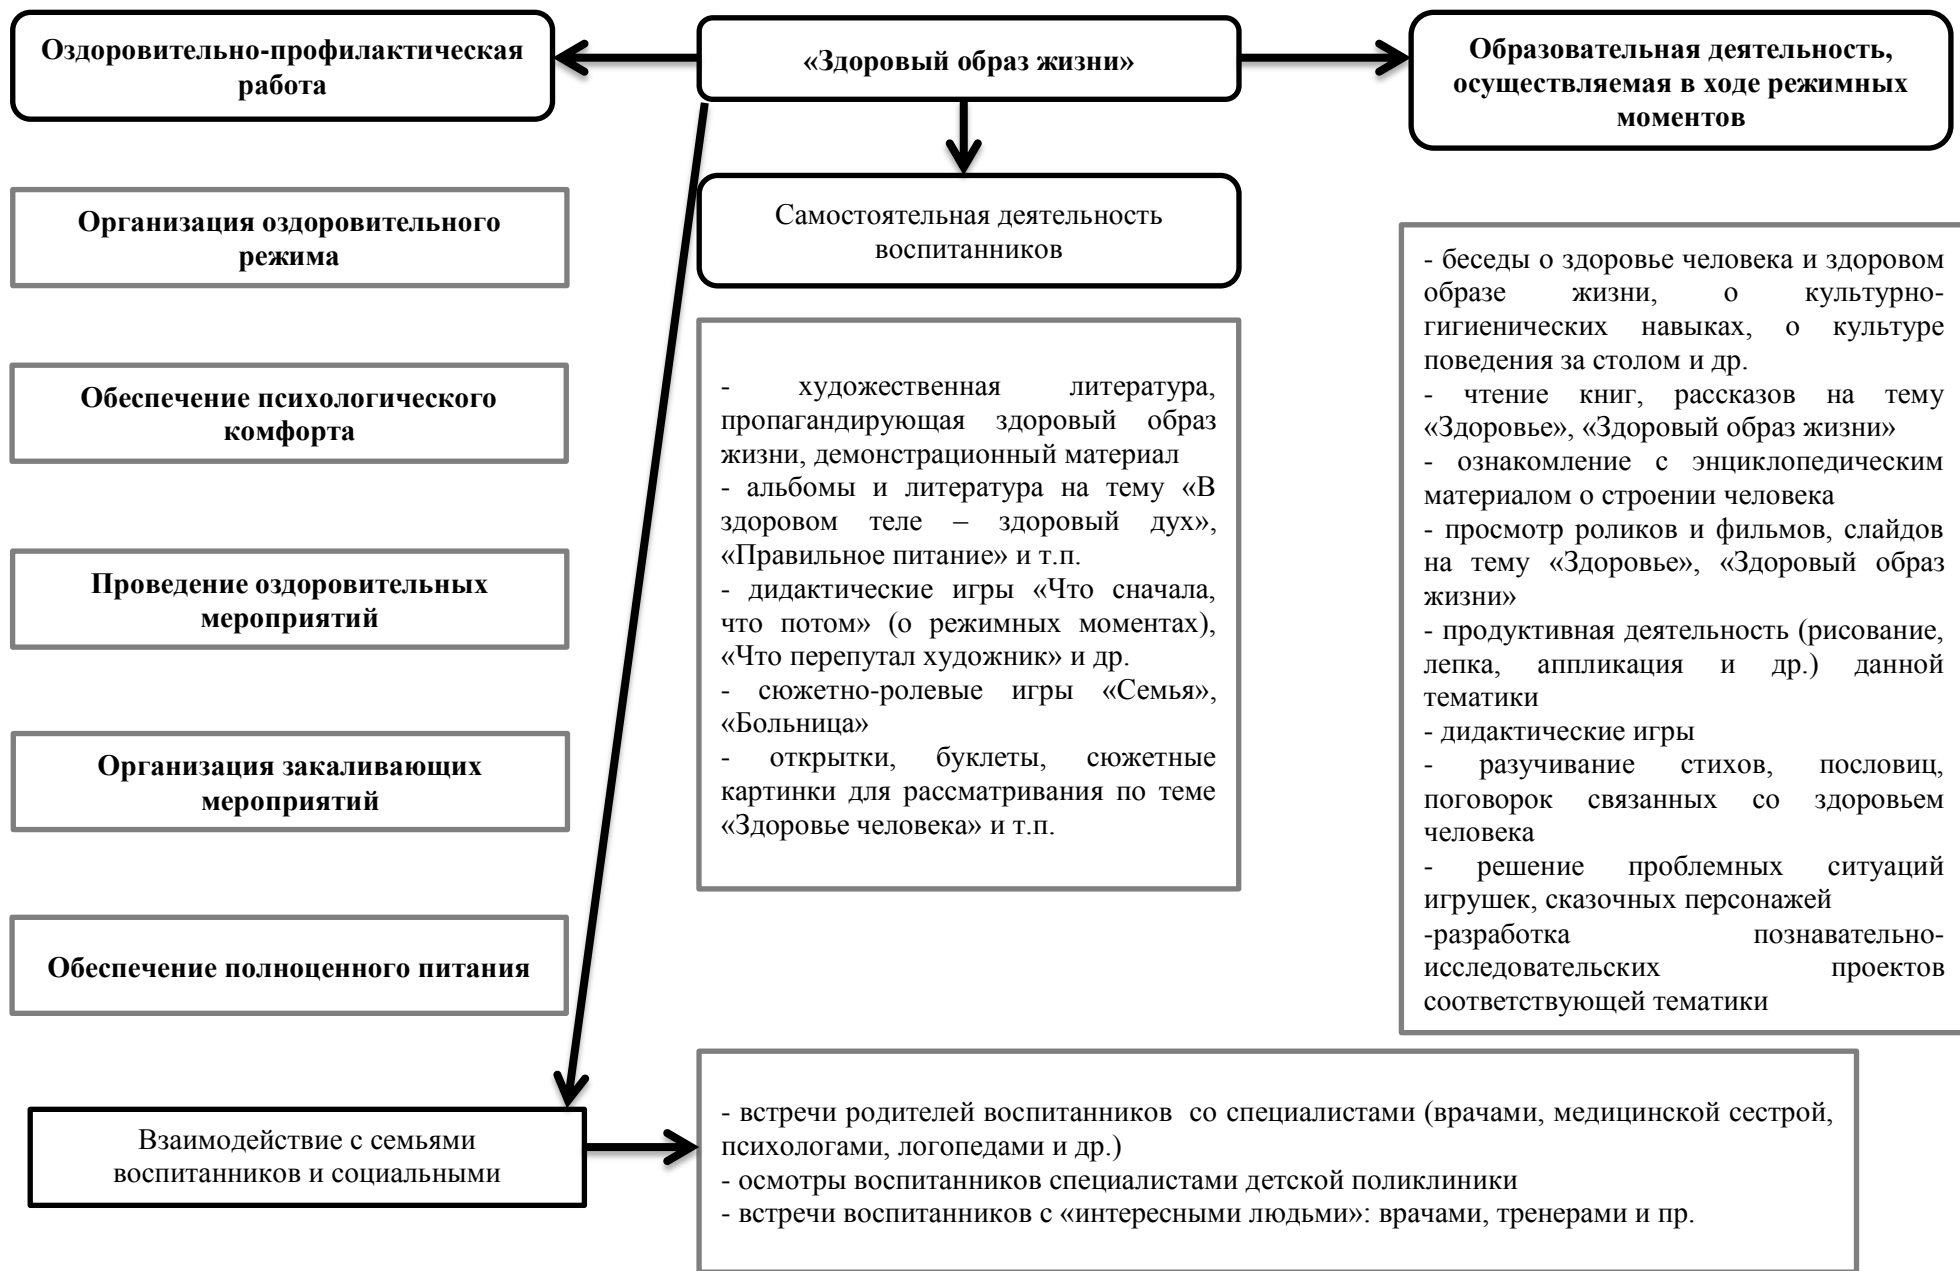 Оздоровительно-профилактическая
работа
«Здоровый образ жизни»
Образовательная деятельность,
осуществляемая в ходе режимных
моментов
Организация оздоровительного
режима
Обеспечение психологического
комфорта
Проведение оздоровительных
мероприятий
Организация закаливающих
мероприятий
Обеспечение полноценного питания
Самостоятельная деятельность
воспитанников
- художественная литература,
пропагандирующая здоровый образ
жизни, демонстрационный материал
- альбомы и литература на тему «В
здоровом теле – здоровый дух»,
«Правильное питание» и т.п.
- дидактические игры «Что сначала,
что потом» (о режимных моментах),
«Что перепутал художник» и др.
- сюжетно-ролевые игры «Семья»,
«Больница»
- открытки, буклеты, сюжетные
картинки для рассматривания по теме
«Здоровье человека» и т.п.
- беседы о здоровье человека и здоровом
образе жизни, о культурно-
гигиенических навыках, о культуре
поведения за столом и др.
- чтение книг, рассказов на тему
«Здоровье», «Здоровый образ жизни»
- ознакомление с энциклопедическим
материалом о строении человека
- просмотр роликов и фильмов, слайдов
на тему «Здоровье», «Здоровый образ
жизни»
- продуктивная деятельность (рисование,
лепка, аппликация и др.) данной
тематики
- дидактические игры
- разучивание стихов, пословиц,
поговорок связанных со здоровьем
человека
- решение проблемных ситуаций
игрушек, сказочных персонажей
-разработка познавательно-
исследовательских проектов
соответствующей тематики
Взаимодействие с семьями
воспитанников и социальными
- встречи родителей воспитанников со специалистами (врачами, медицинской сестрой,
психологами, логопедами и др.)
- осмотры воспитанников специалистами детской поликлиники
- встречи воспитанников с «интересными людьми»: врачами, тренерами и пр.